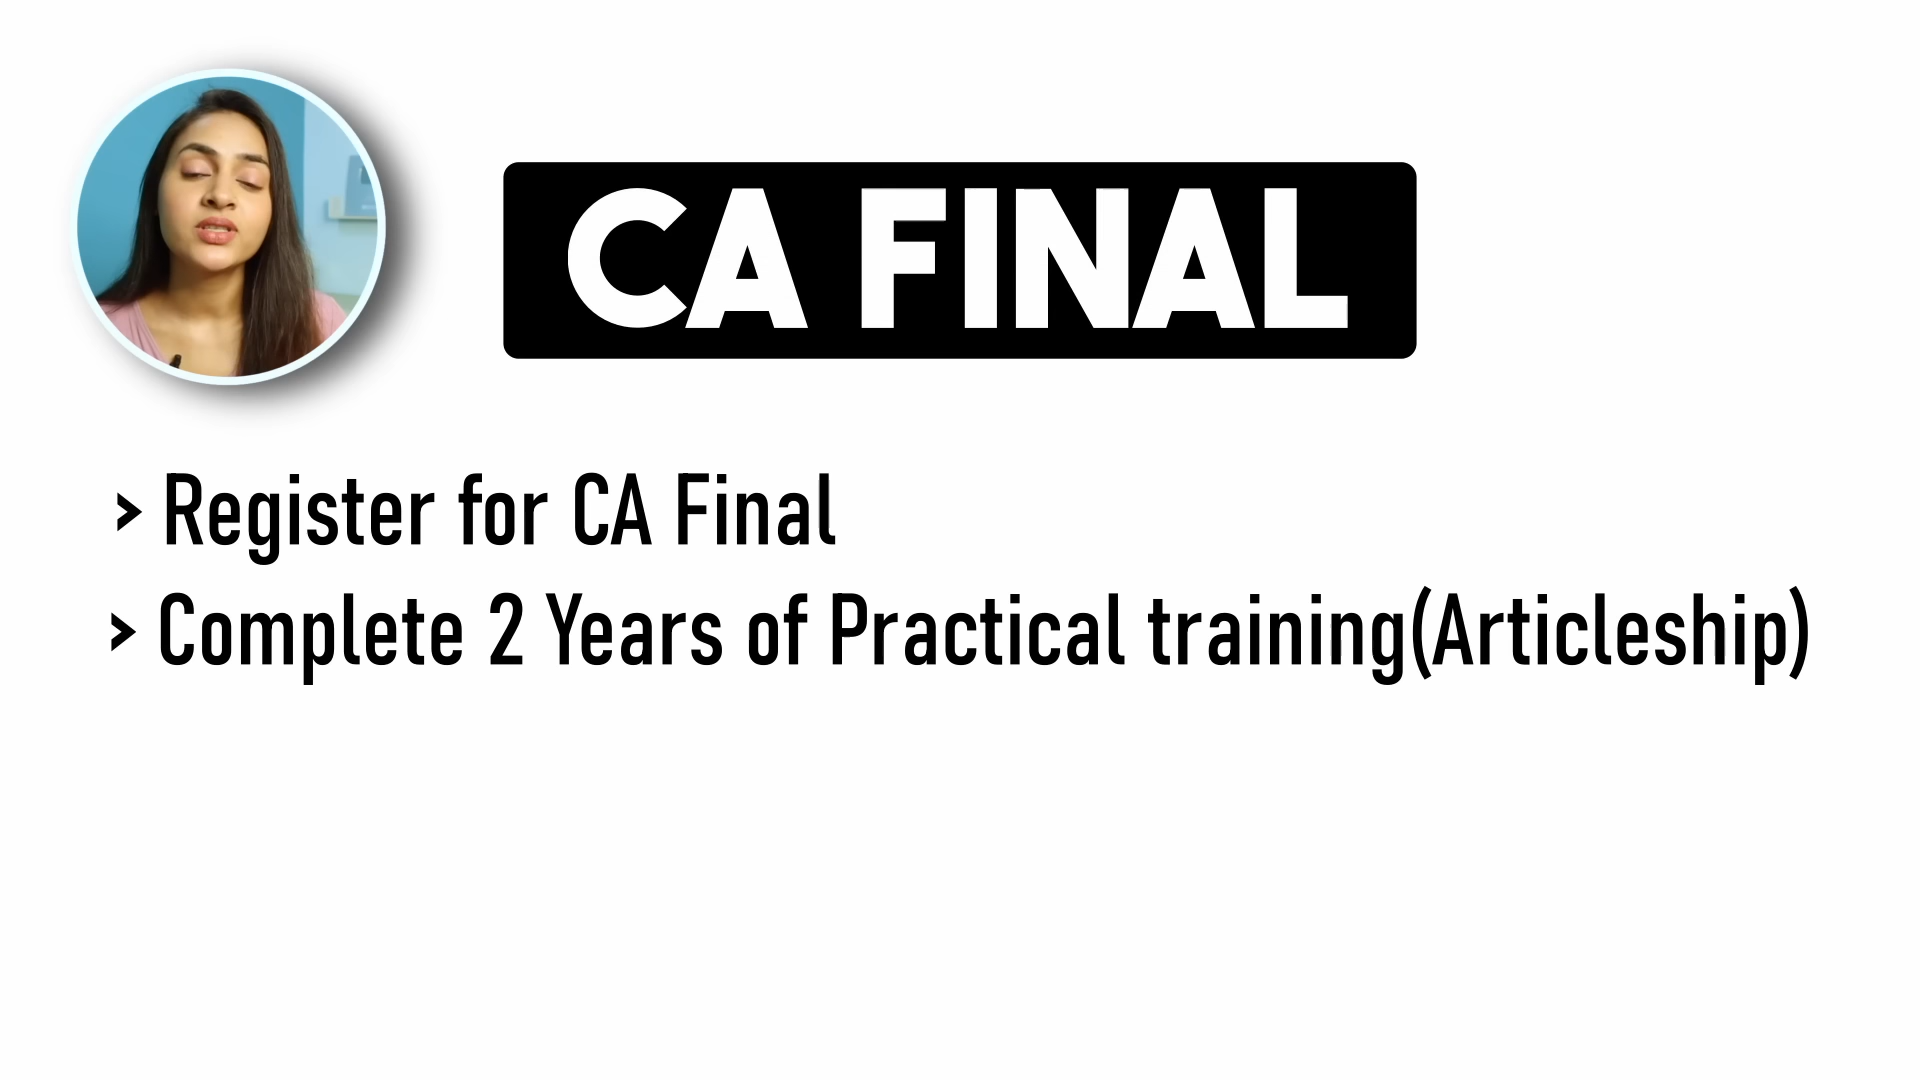 CA FINAL
> Register for CA Final
> Complete 2 Years of Practical training(Articleship)